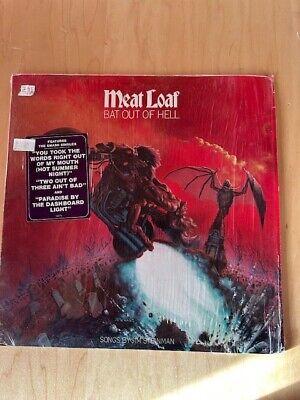 Meat Loaf
BAT OUT OF HELL
FEATURES
THE SMASH SINGLES
"YOU TOOK THE
WORDS RIGHT OUT
OF MY MOUTH
(HOT SUMMER
NIGHT)"
"TWO OUT OF
THREE AIN'T BAD"
AND
"PARADISE BY
THE DASHBOARD
LIGHT"
SONGS BY JIM STEINMAN